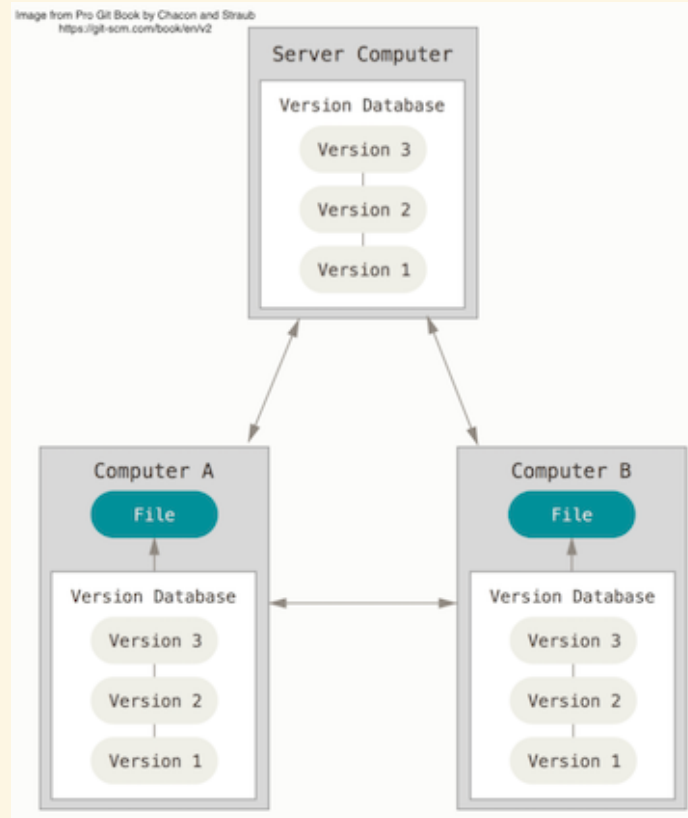 Image from Pro Git Book by Chacon and Straub
https://git-scm.com/book/en/v2
Server Computer
Version Database
Version 3
Version 2
Version 1
Computer A
File
Version Database
Version 3
Version 2
Version 1
Computer B
File
Version Database
Version 3
Version 2
Version 1